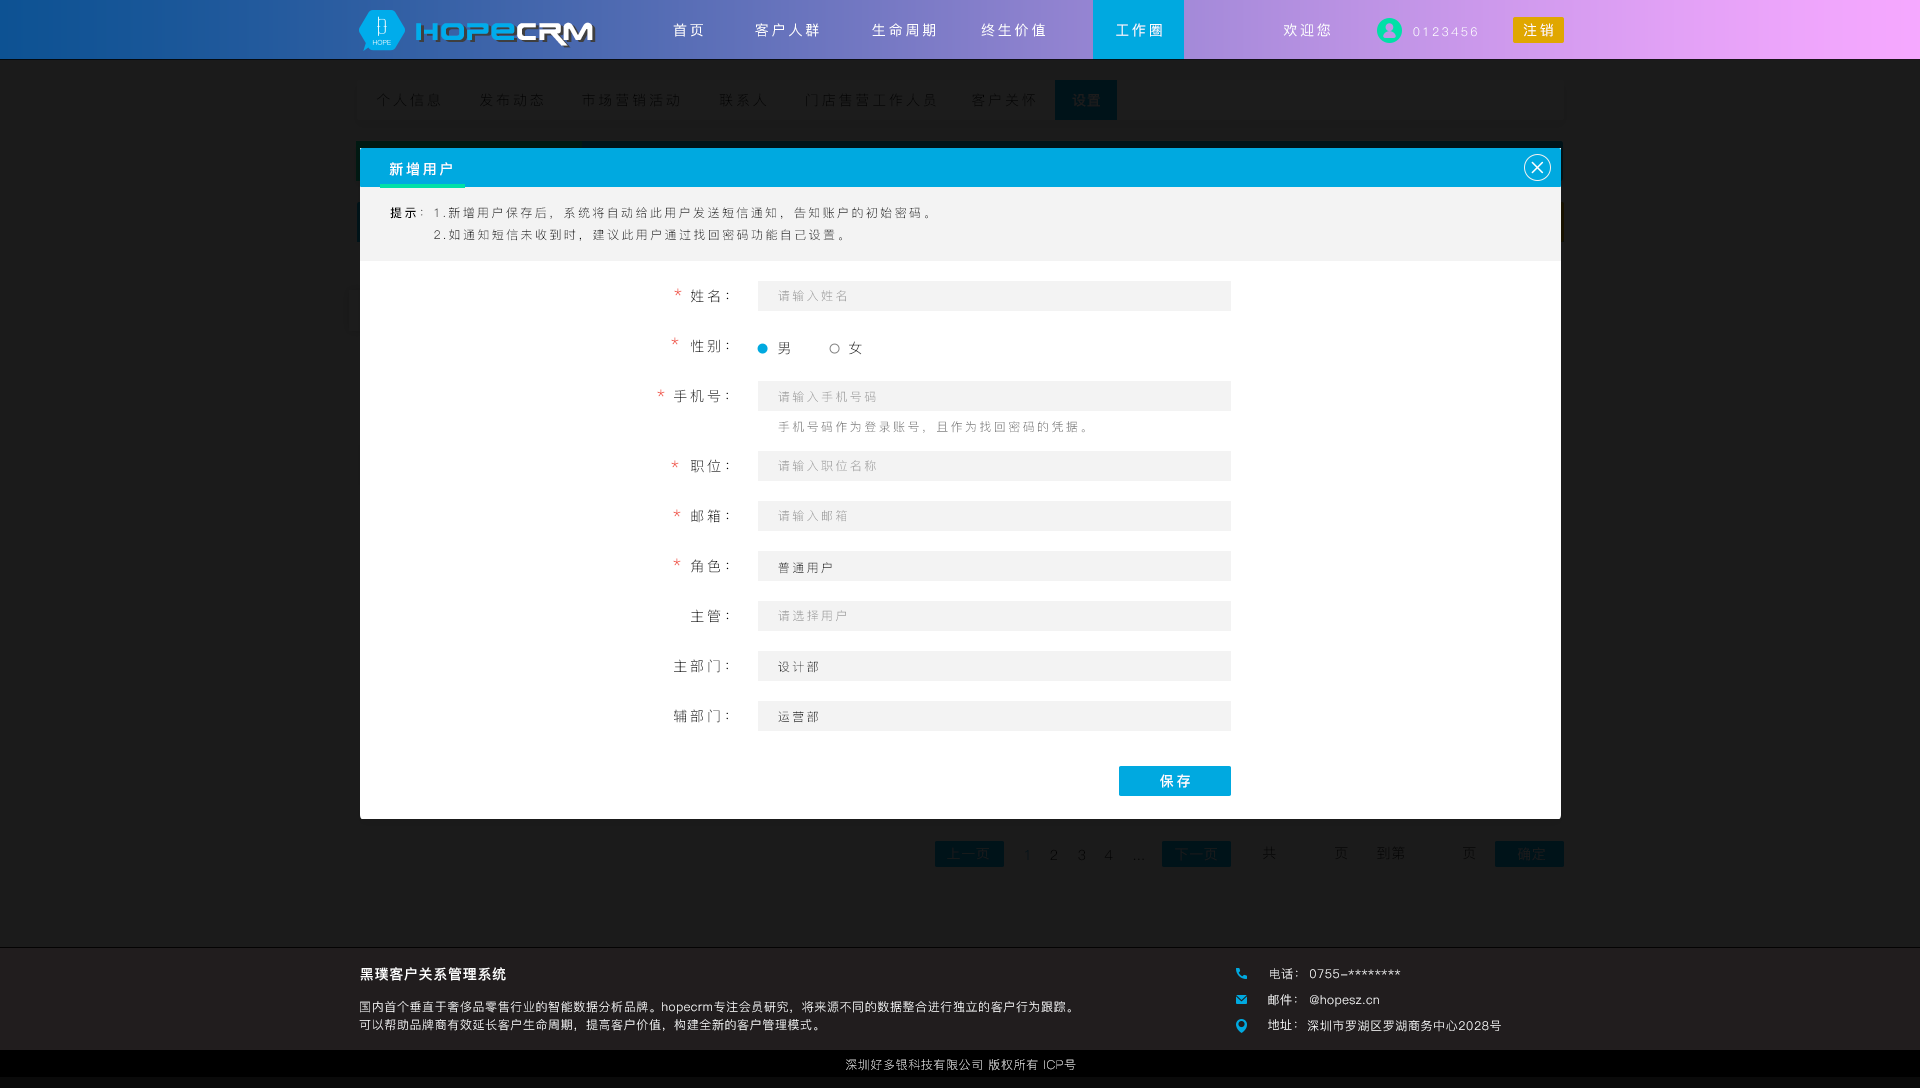 HOPE HOPECRM 首页 客户人群 生命周期 终生价值 工作圈 欢迎您 0123456 注销
个人信息 发布动态 市场营销活动 联系人 门店售营工作人员 客户关怀 设置
新增用户
提示：1.新增用户保存后，系统将自动给此用户发送短信通知，告知账户的初始密码。
2.如通知短信未收到时，建议此用户通过找回密码功能自己设置。
* 姓名： 请输入姓名
* 性别： 男 女
* 手机号： 请输入手机号码
手机号码作为登录账号，且作为找回密码的凭据。
* 职位： 请输入职位名称
* 邮箱： 请输入邮箱
* 角色： 普通用户
主管： 请选择用户
主部门： 设计部
辅部门： 运营部
保存
上一页 2 3 4 ... 下一页 共 页 到第 页 确定
黑璞客户关系管理系统
国内首个垂直于奢侈品零售行业的智能数据分析品牌。hopecrm专注会员研究，将来源不同的数据整合进行独立的客户行为跟踪。
可以帮助品牌商有效延长客户生命周期，提高客户价值，构建全新的客户管理模式。
电话： 0755-********
邮件： @hopesz.cn
地址： 深圳市罗湖区罗湖商务中心2028号
深圳好多银科技有限公司 版权所有 ICP号